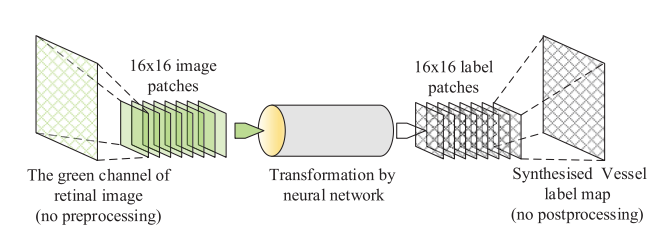 16x16 image
patches
16x16 label
patches
The green channel of
retinal image
(no preprocessing)
Transformation by
neural network
Synthesised Vessel
label map
(no postprocessing)